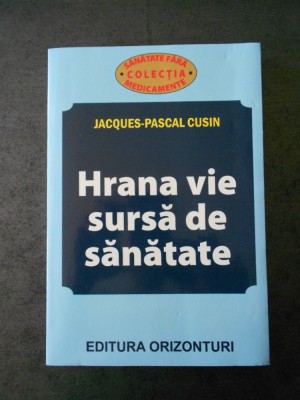 SĂNĂTATE FĂRĂ
COLECȚIA
MEDICAMENTE
JACQUES-PASCAL CUSIN
Hrana vie
sursă de
sănătate
EDITURA ORIZONTURI